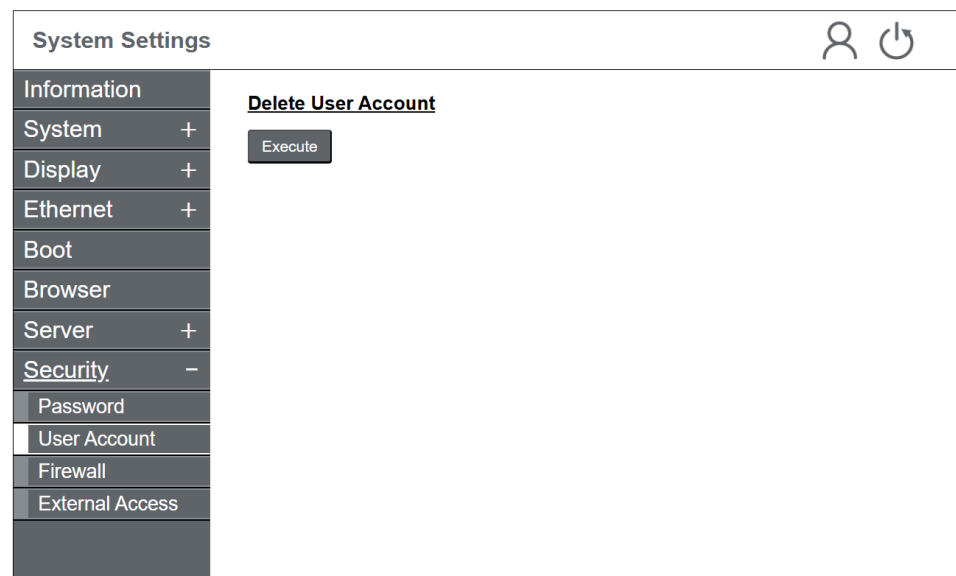 System Settings
Information
System +
Display +
Ethernet +
Boot
Browser
Server +
Security −
Password
User Account
Firewall
External Access
Delete User Account
Execute